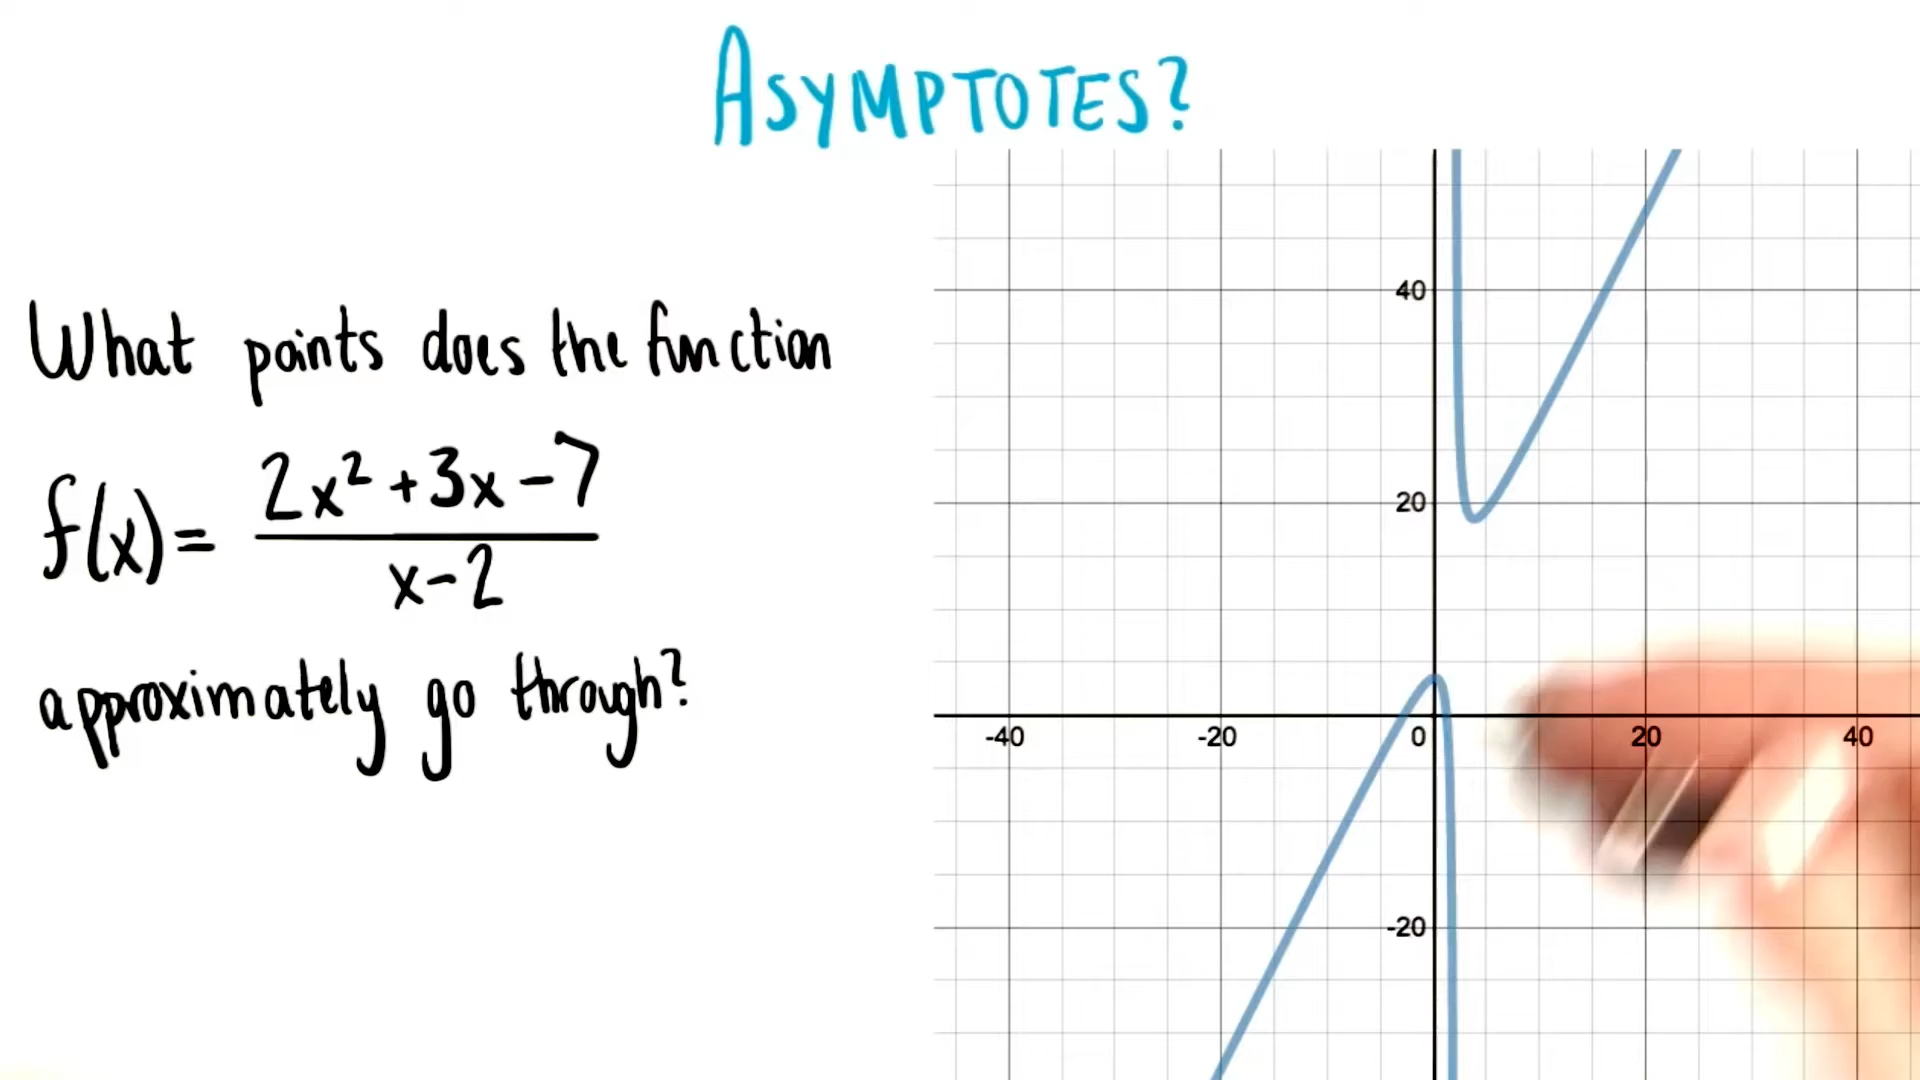 ASYMPTOTES?
What points does the function
f(x)= \frac{2x²+3x-7}{x-2}
approximately go through?
40
20
-40 -20 0 20 40
-20